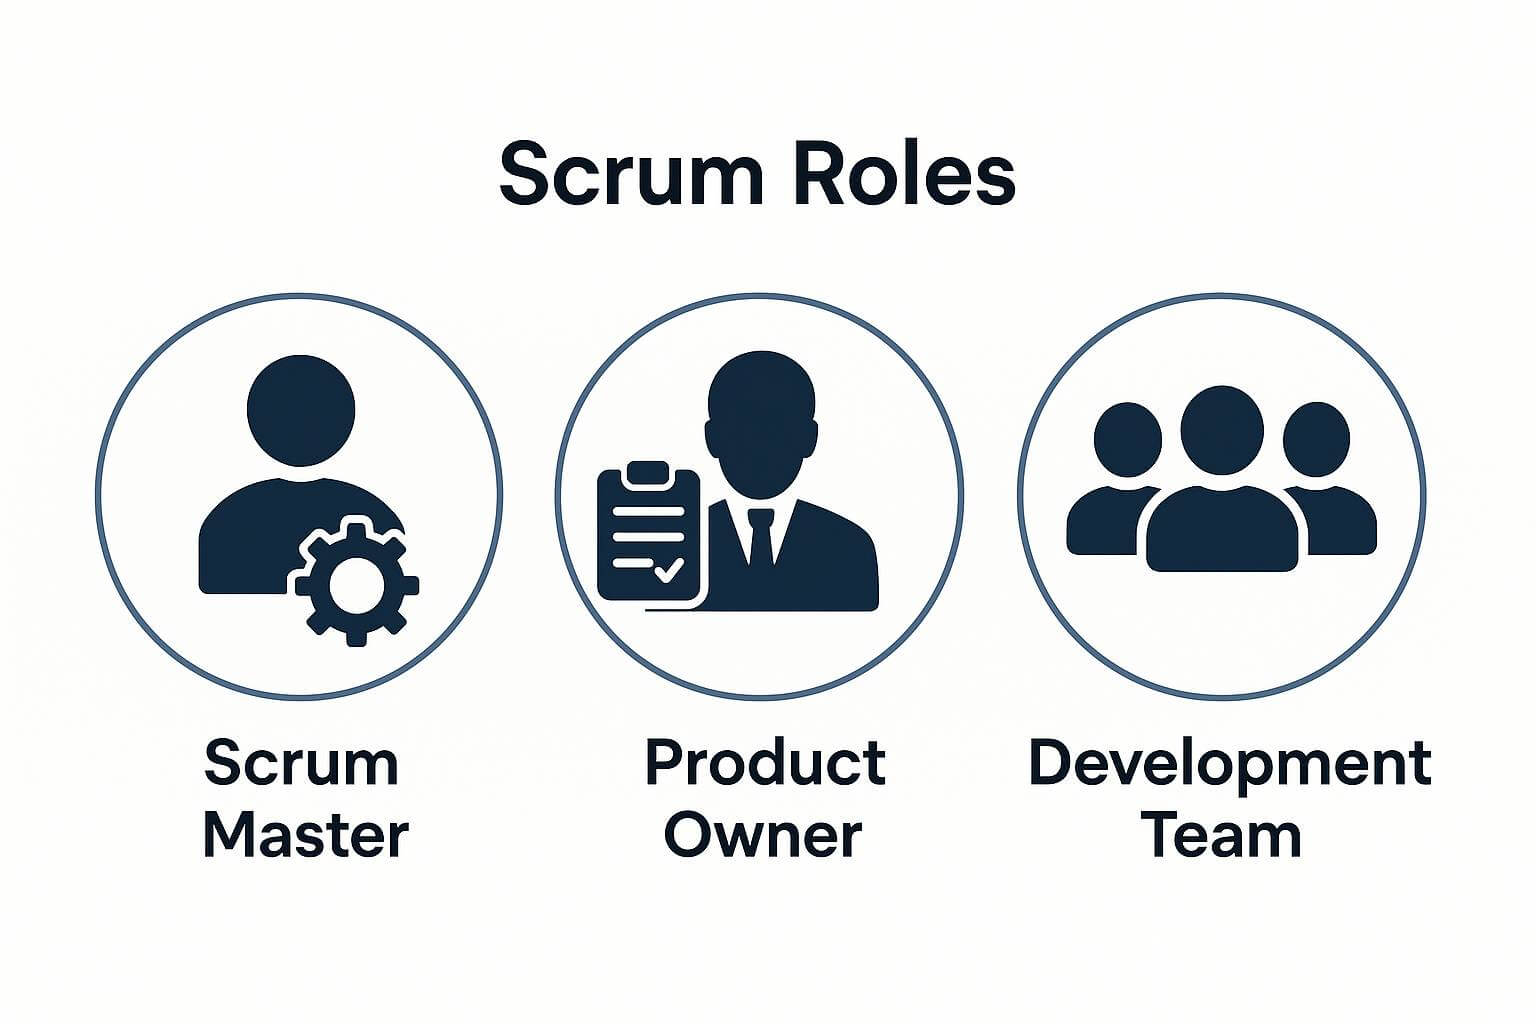 Scrum Roles
Scrum
Master
Product
Owner
Development
Team